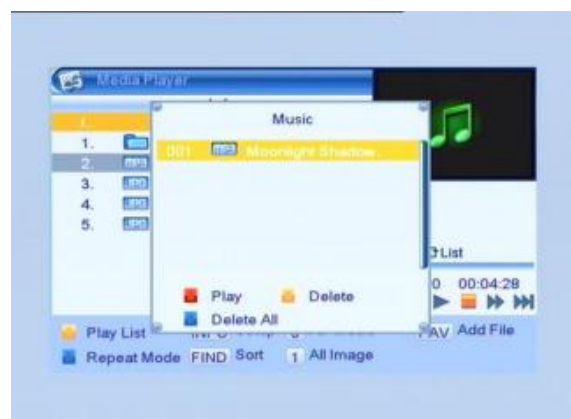 Media Player
Music
1.
001 MP3 Moonlight Shadow.
2. MP3
3. JPG
4. JPG
5. JPG
List
00:04:28
Play Delete
Delete All
Play List FAV Add File
Repeat Mode FIND Sort 1 All Image